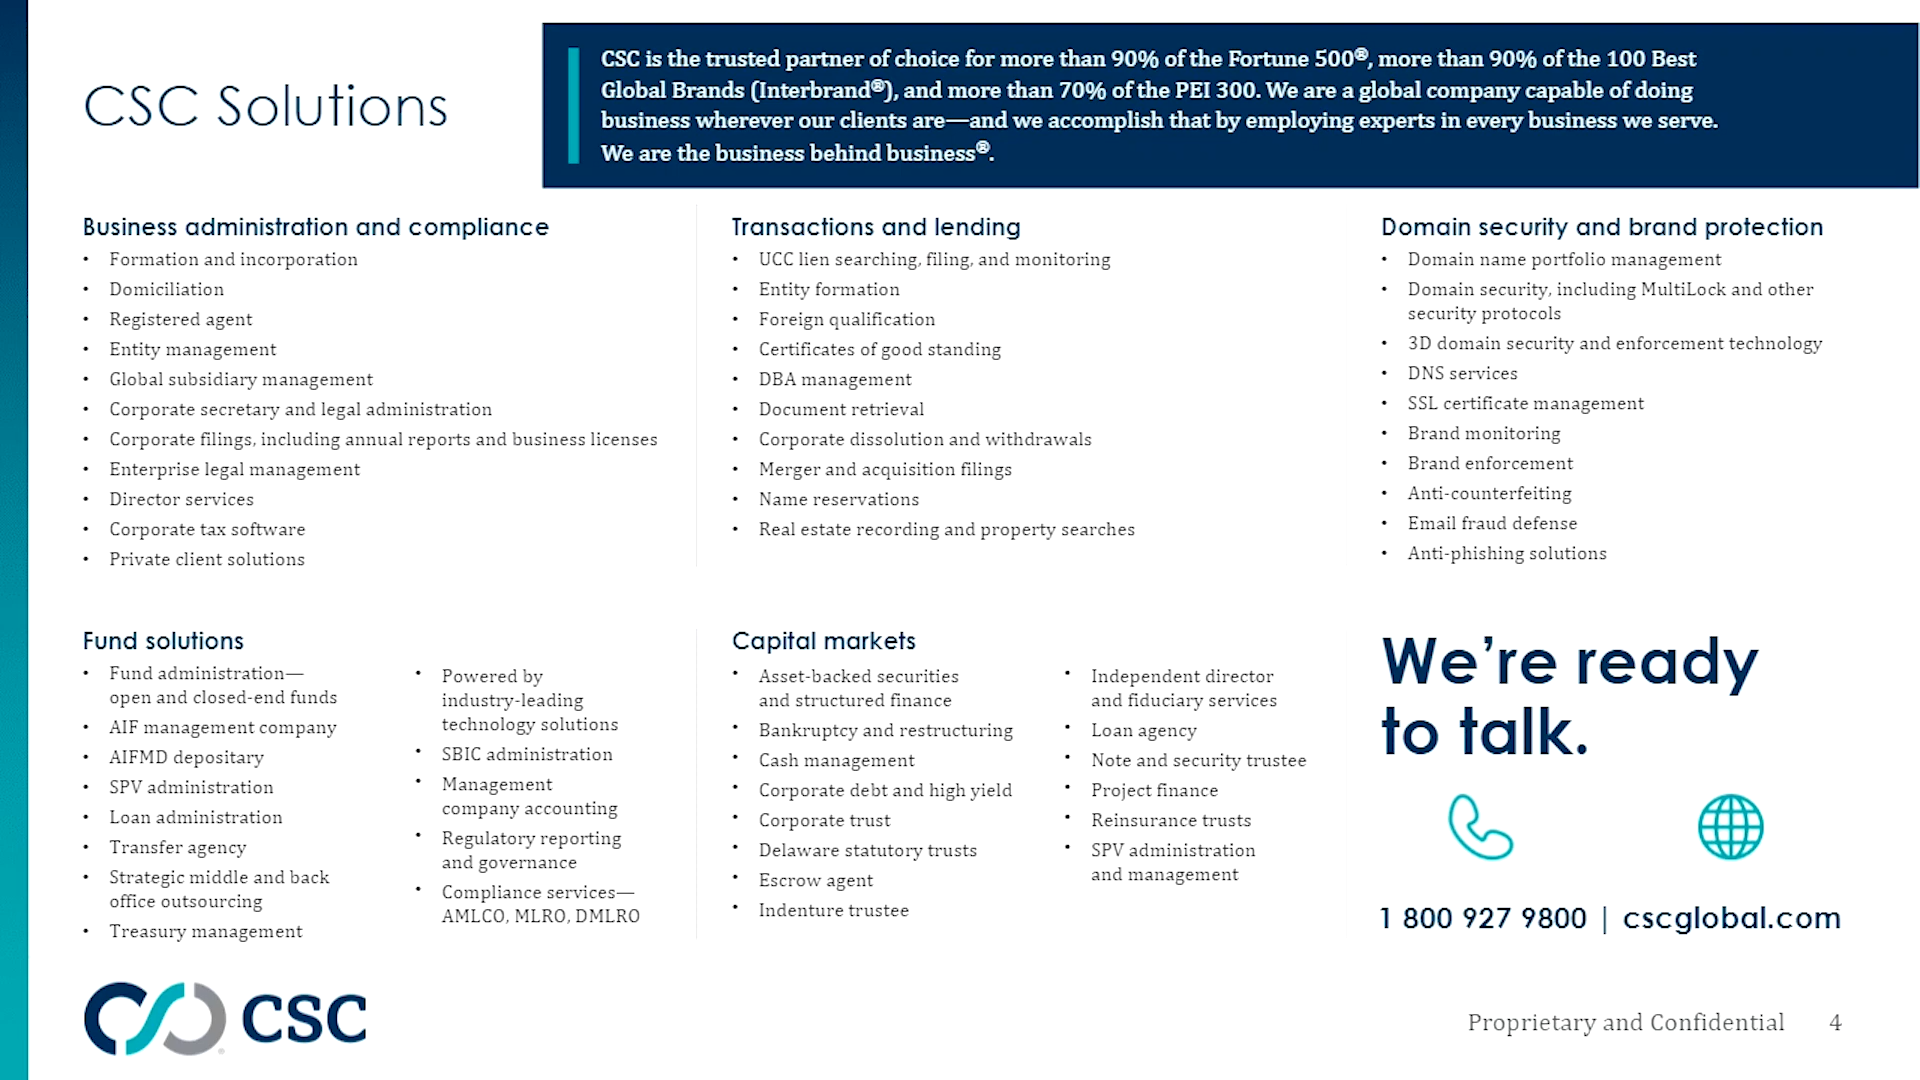 CSC Solutions
CSC is the trusted partner of choice for more than 90% of the Fortune 500®, more than 90% of the 100 Best
Global Brands (Interbrand®), and more than 70% of the PEI 300. We are a global company capable of doing
business wherever our clients are—and we accomplish that by employing experts in every business we serve.
We are the business behind business®.
Business administration and compliance
• Formation and incorporation
• Domiciliation
• Registered agent
• Entity management
• Global subsidiary management
• Corporate secretary and legal administration
• Corporate filings, including annual reports and business licenses
• Enterprise legal management
• Director services
• Corporate tax software
• Private client solutions
Transactions and lending
• UCC lien searching, filing, and monitoring
• Entity formation
• Foreign qualification
• Certificates of good standing
• DBA management
• Document retrieval
• Corporate dissolution and withdrawals
• Merger and acquisition filings
• Name reservations
• Real estate recording and property searches
Domain security and brand protection
• Domain name portfolio management
• Domain security, including MultiLock and other
security protocols
• 3D domain security and enforcement technology
• DNS services
• SSL certificate management
• Brand monitoring
• Brand enforcement
• Anti-counterfeiting
• Email fraud defense
• Anti-phishing solutions
Fund solutions
• Fund administration—
open and closed-end funds
• AIF management company
• AIFMD depositary
• SPV administration
• Loan administration
• Transfer agency
• Strategic middle and back
office outsourcing
• Treasury management
• Powered by
industry-leading
technology solutions
• SBIC administration
• Management
company accounting
• Regulatory reporting
and governance
• Compliance services—
AMLCO, MLRO, DMLRO
Capital markets
• Asset-backed securities
and structured finance
• Bankruptcy and restructuring
• Cash management
• Corporate debt and high yield
• Corporate trust
• Delaware statutory trusts
• Escrow agent
• Indenture trustee
• Independent director
and fiduciary services
• Loan agency
• Note and security trustee
• Project finance
• Reinsurance trusts
• SPV administration
and management
We're ready
to talk.
1 800 927 9800 | cscglobal.com
CSC
Proprietary and Confidential 4